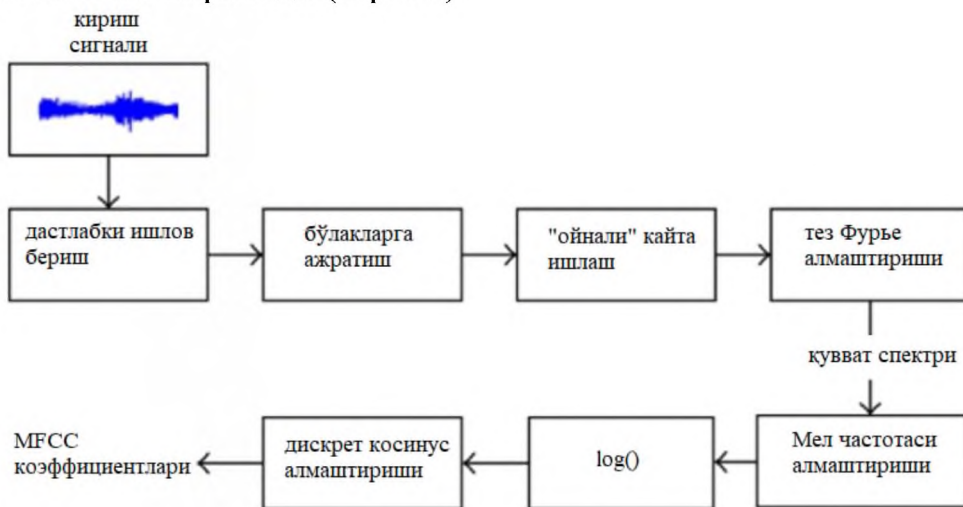 кириш
сигнали
дастлабки ишлов
бериш
бўлакларга
ажратиш
"ойнали" кайта
ишлаш
тез Фурье
алмаштириши
қувват спектри
MFCC
коэффициентлари
дискрет косинус
алмаштириши
log()
Мел частотаси
алмаштириши